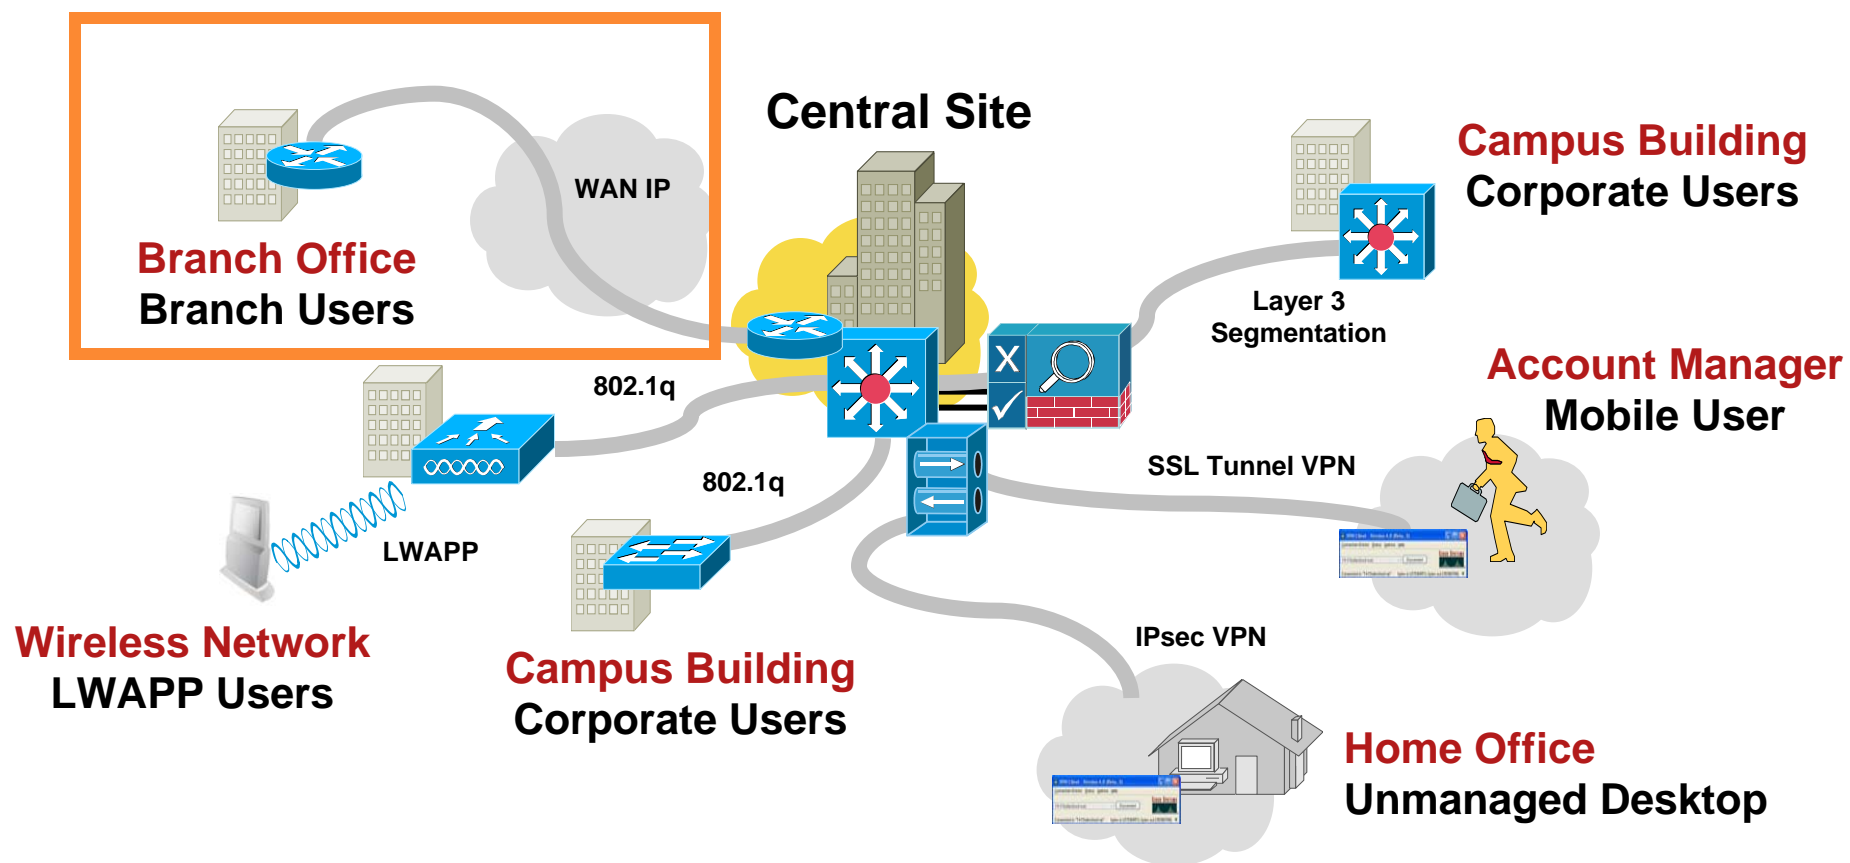 Central Site
WAN IP
Branch Office
Branch Users
Campus Building
Corporate Users
Layer 3
Segmentation
802.1q
Account Manager
Mobile User
SSL Tunnel VPN
802.1q
LWAPP
Wireless Network
LWAPP Users
Campus Building
Corporate Users
IPsec VPN
Home Office
Unmanaged Desktop